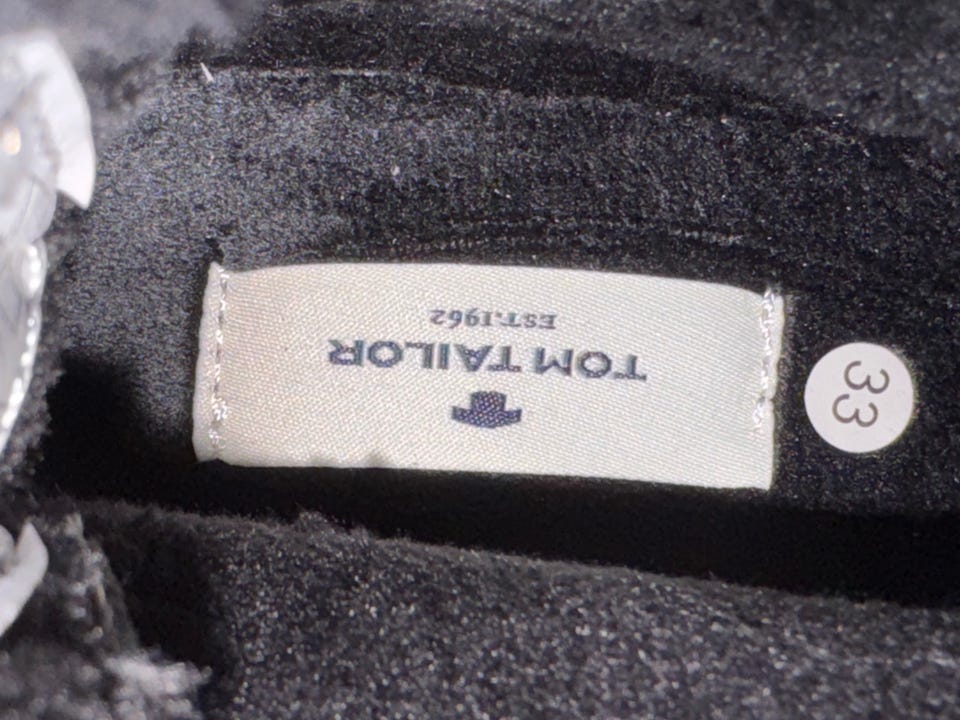 TOM TAILOR
EST.1962
33